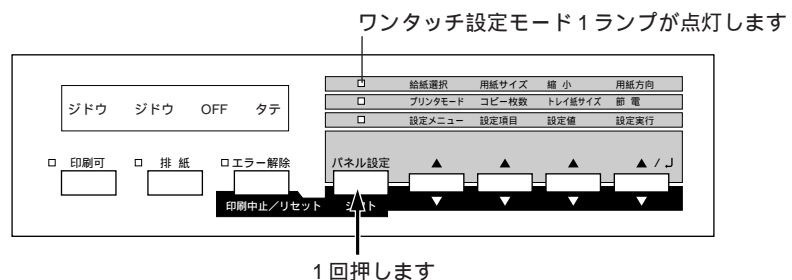 ワンタッチ設定モード1ランプが点灯します
給紙選択 用紙サイズ 縮 小 用紙方向
ジドウ ジドウ OFF タテ
プリンタモード コピー枚数 トレイ紙サイズ 節 電
設定メニュー 設定項目 設定値 設定実行
印刷可 排 紙 エラー解除 パネル設定 ▲ ▲ ▲ ▲ / ↲
印刷中止/リセット シフト ▼ ▼ ▼ ▼
1回押します